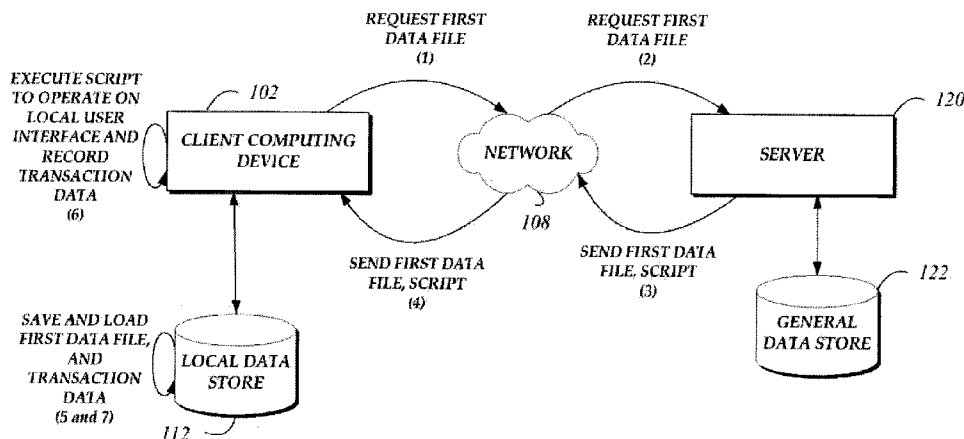 REQUEST FIRST
DATA FILE
(1)
REQUEST FIRST
DATA FILE
(2)
EXECUTE SCRIPT
TO OPERATE ON
LOCAL USER
INTERFACE AND
RECORD
TRANSACTION
DATA
(6)
102
CLIENT COMPUTING
DEVICE
NETWORK
108
120
SERVER
SEND FIRST DATA
FILE, SCRIPT
(4)
SEND FIRST DATA
FILE, SCRIPT
(3)
122
GENERAL
DATA STORE
SAVE AND LOAD
FIRST DATA FILE,
AND
TRANSACTION
DATA
(5 and 7)
LOCAL DATA
STORE
112